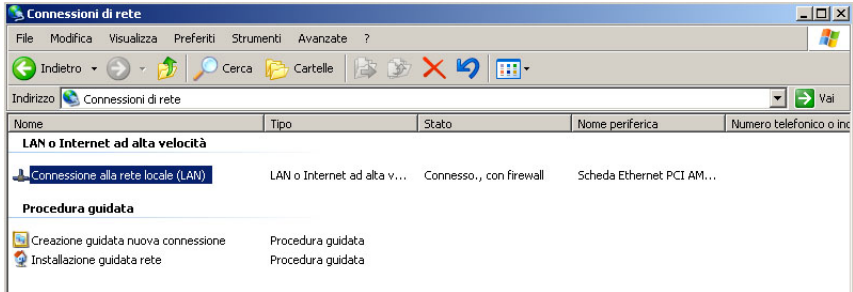 Connessioni di rete
File Modifica Visualizza Preferiti Strumenti Avanzate ?
Indietro Cerca Cartelle
Indirizzo Connessioni di rete Vai
Nome Tipo Stato Nome periferica Numero telefonico o inc
LAN o Internet ad alta velocità
Connessione alla rete locale (LAN) LAN o Internet ad alta v... Connesso., con firewall Scheda Ethernet PCI AM...
Procedura guidata
Creazione guidata nuova connessione Procedura guidata
Installazione guidata rete Procedura guidata